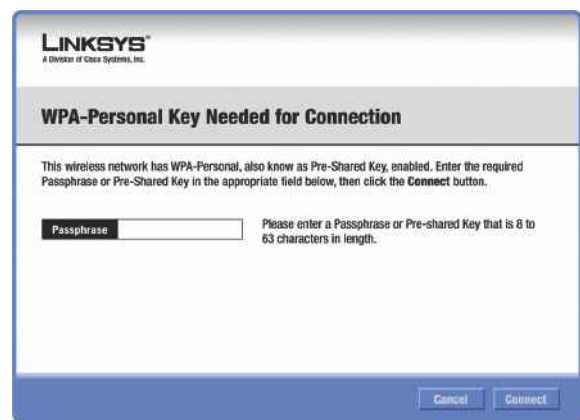 LINKSYS®
A Division of Cisco Systems, Inc.
WPA-Personal Key Needed for Connection
This wireless network has WPA-Personal, also know as Pre-Shared Key, enabled. Enter the required
Passphrase or Pre-Shared Key in the appropriate field below, then click the Connect button.
Passphrase
Please enter a Passphrase or Pre-shared Key that is 8 to
63 characters in length.
Cancel
Connect